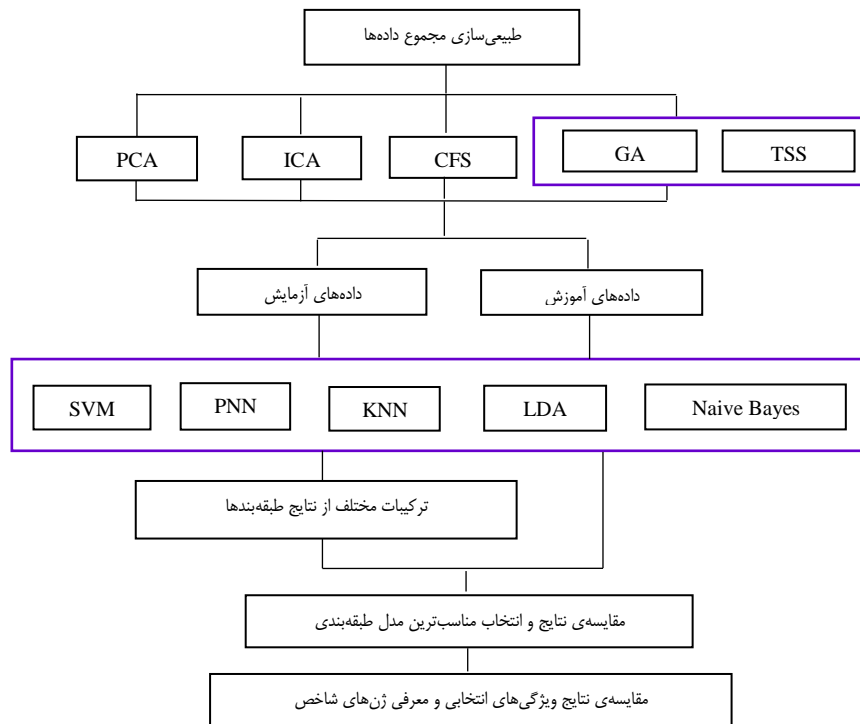 طبیعی‌سازی مجموع داده‌ها
PCA
ICA
CFS
GA
TSS
داده‌های آزمایش
داده‌های آموزش
SVM
PNN
KNN
LDA
Naive Bayes
ترکیبات مختلف از نتایج طبقه‌بندها
مقایسه‌ی نتایج و انتخاب مناسب‌ترین مدل طبقه‌بندی
مقایسه‌ی نتایج ویژگی‌های انتخابی و معرفی ژن‌های شاخص